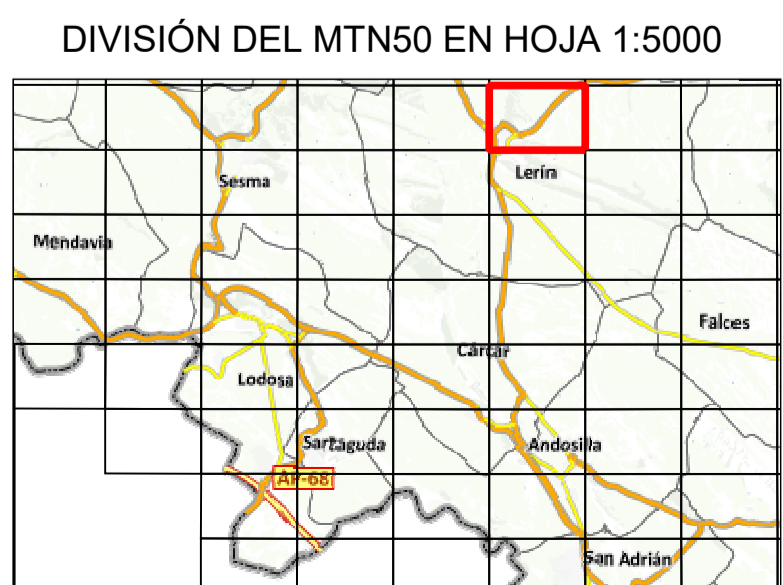 DIVISIÓN DEL MTN50 EN HOJA 1:5000
Lerín
Sesma
Mendavia
Falces
Cárcar
Lodosa
Sartaguda
Andosilla
AP-68
San Adrián